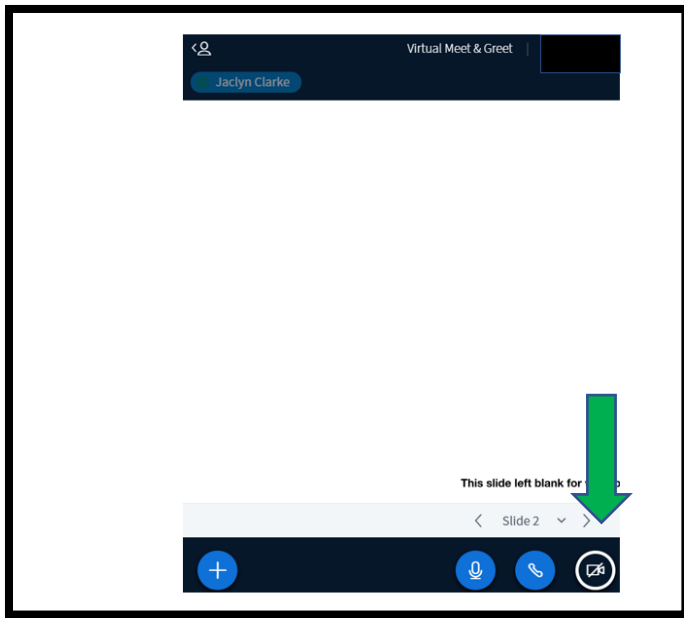 Virtual Meet & Greet |
Jaclyn Clarke
This slide left blank for
Slide 2